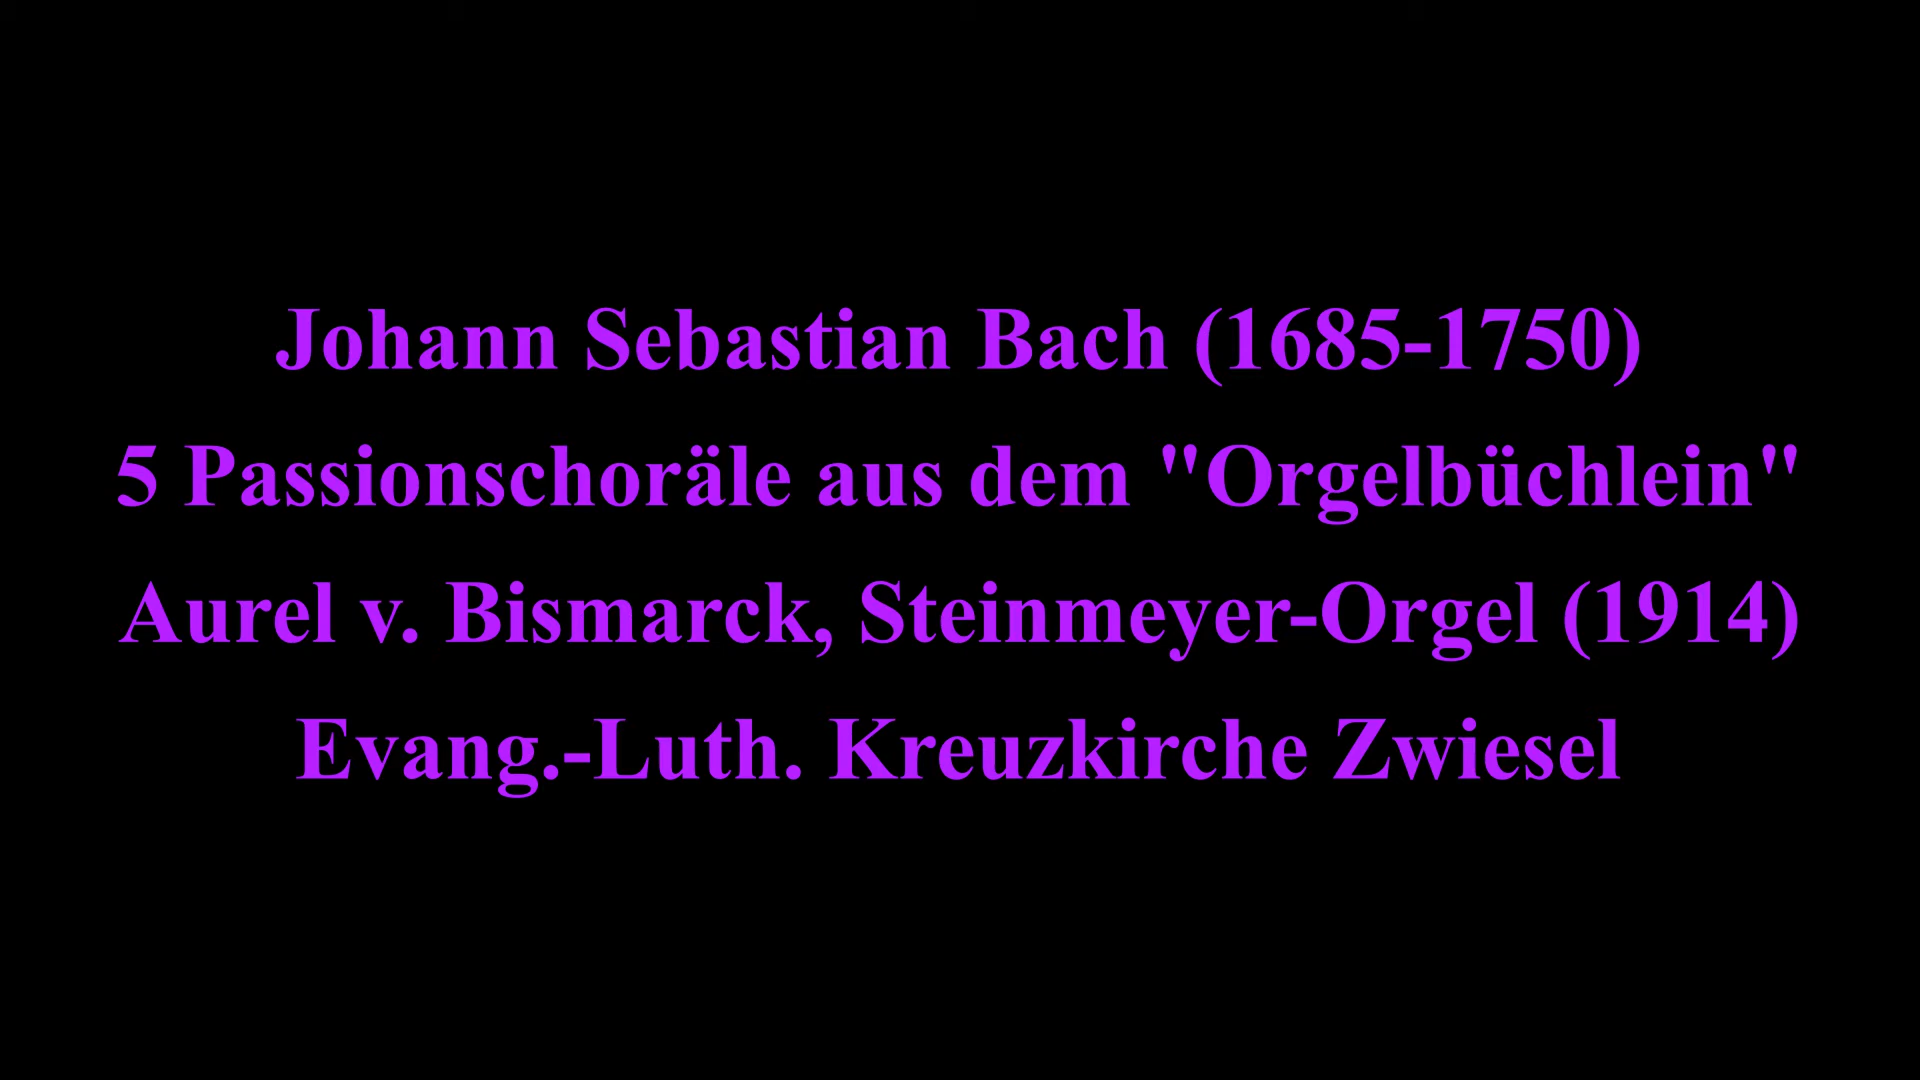 Johann Sebastian Bach (1685-1750)
5 Passionschoräle aus dem "Orgelbüchlein"
Aurel v. Bismarck, Steinmeyer-Orgel (1914)
Evang.-Luth. Kreuzkirche Zwiesel